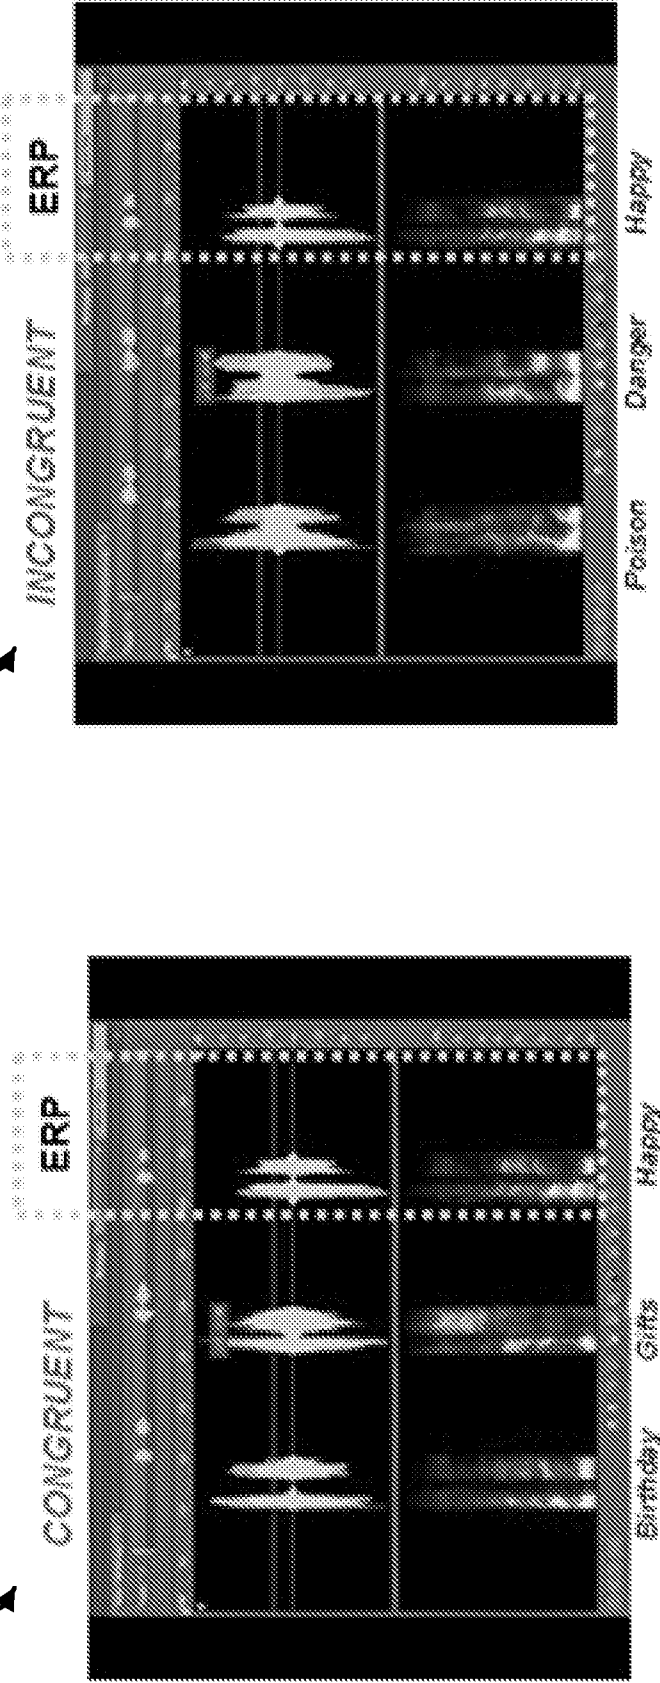 CONGRUENT
ERP
Birthday Gifts Happy
INCONGRUENT
ERP
Poison Danger Happy